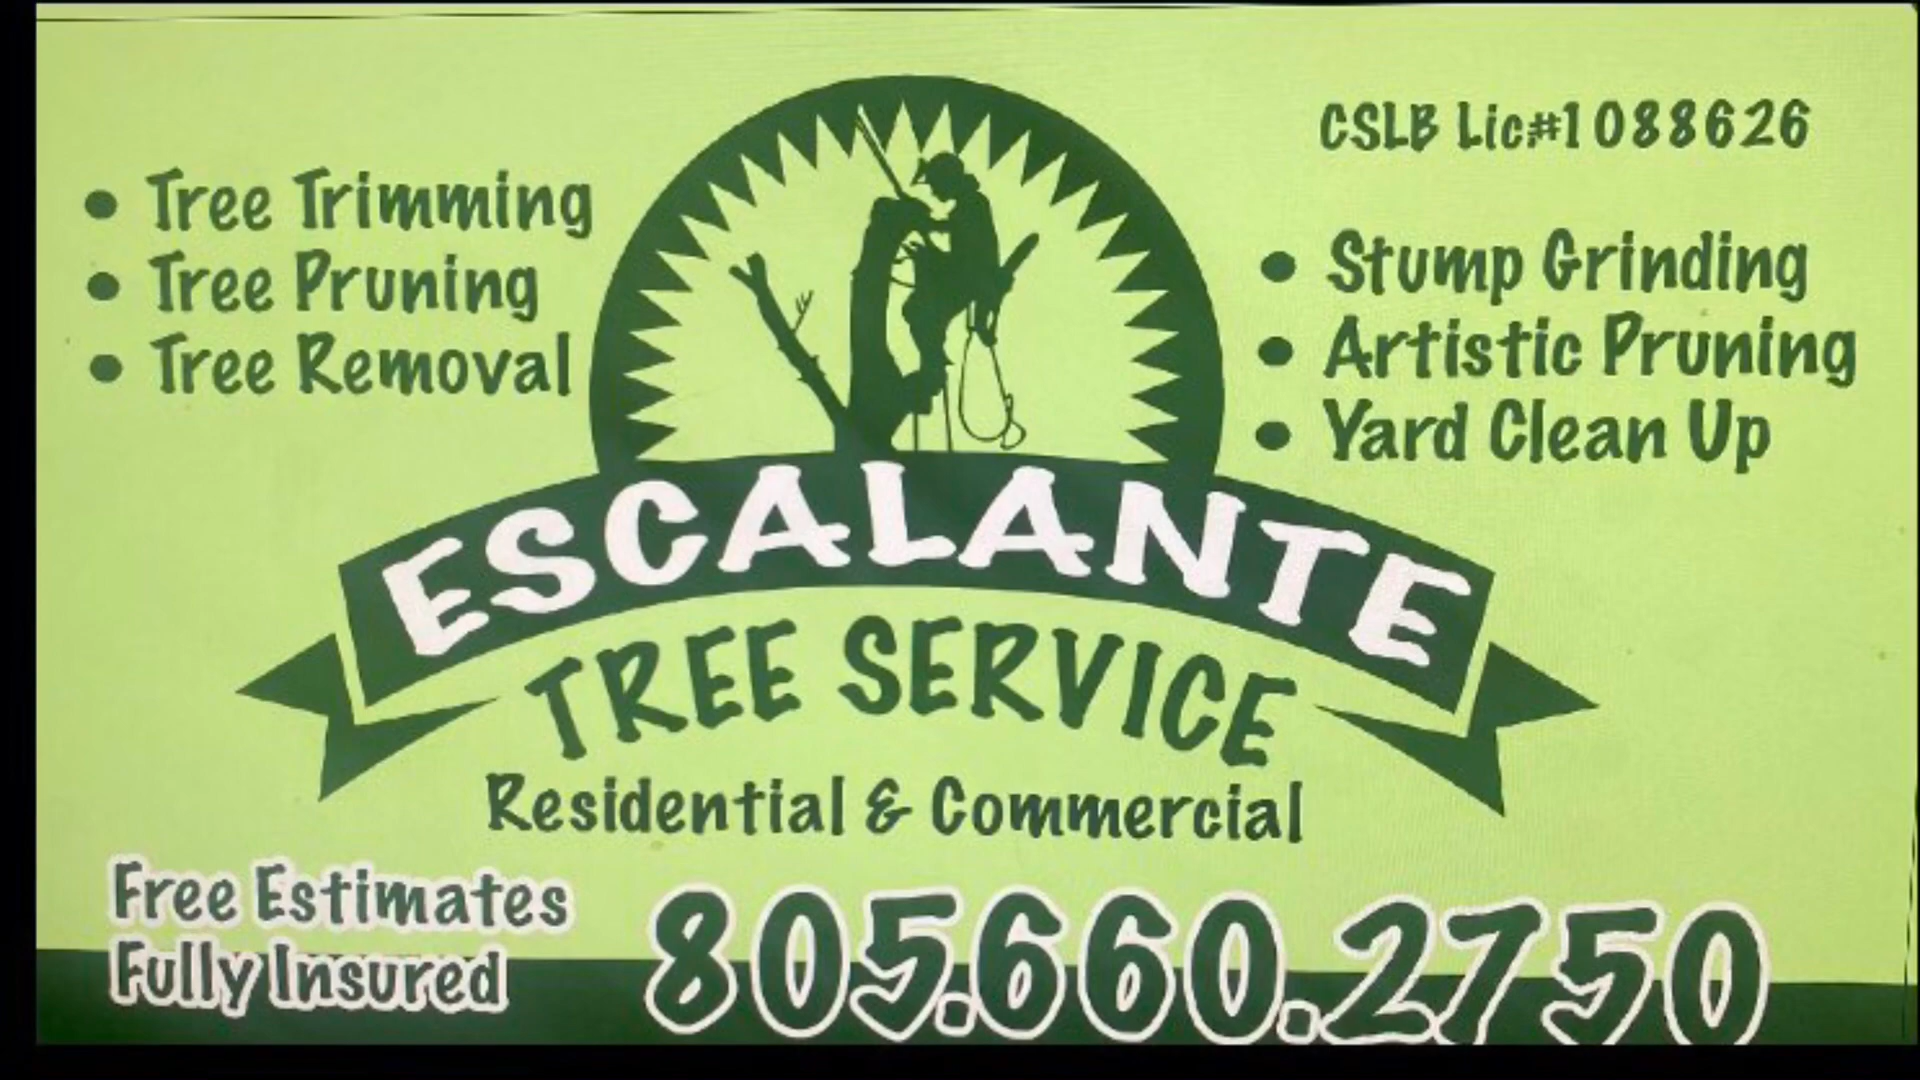 CSLB Lic#1088626
• Tree Trimming
• Tree Pruning
• Tree Removal
• Stump Grinding
• Artistic Pruning
• Yard Clean Up
ESCALANTE
TREE SERVICE
Residential & Commercial
Free Estimates
Fully Insured
805.660.2750